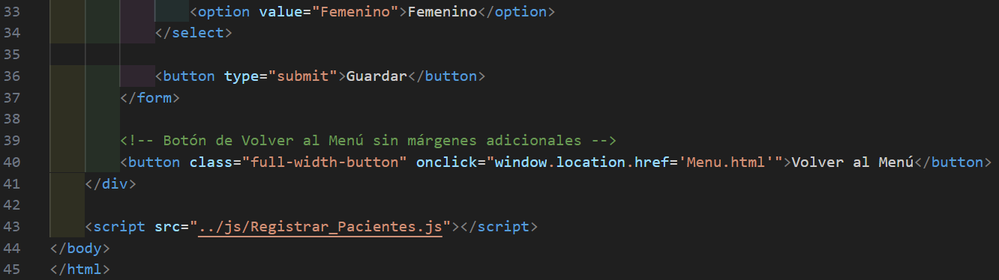 33 <option value="Femenino">Femenino</option>
34 </select>
35
36 <button type="submit">Guardar</button>
37 </form>
38
39 <!-- Botón de Volver al Menú sin márgenes adicionales -->
40 <button class="full-width-button" onclick="window.location.href='Menu.html'">Volver al Menú</button>
41 </div>
42
43 <script src="../js/Registrar_Pacientes.js"></script>
44 </body>
45 </html>